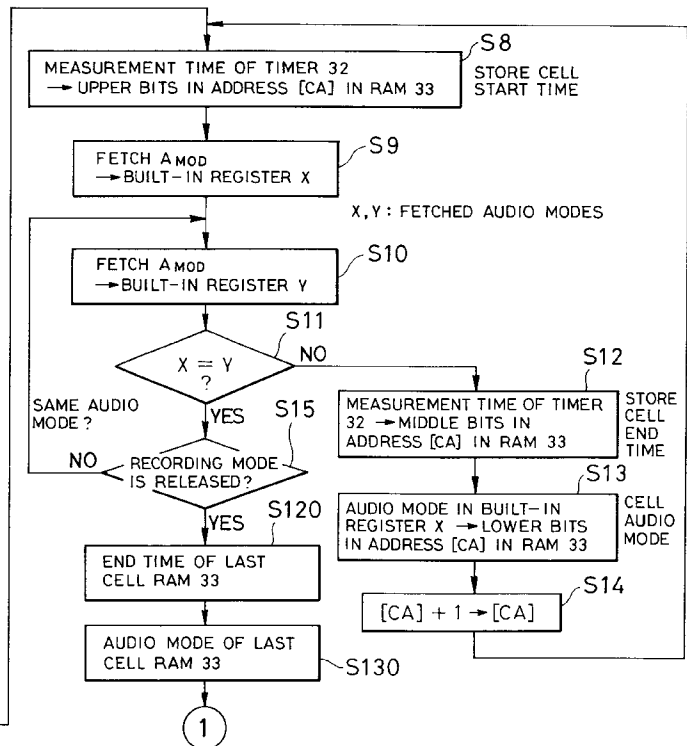 S8
MEASUREMENT TIME OF TIMER 32
→ UPPER BITS IN ADDRESS [CA] IN RAM 33
STORE CELL
START TIME
S9
FETCH AMOD
→ BUILT-IN REGISTER X
X, Y : FETCHED AUDIO MODES
S10
FETCH AMOD
→ BUILT-IN REGISTER Y
S11
X = Y
?
NO
YES
S12
MEASUREMENT TIME OF TIMER
32 → MIDDLE BITS IN
ADDRESS [CA] IN RAM 33
STORE
CELL
END
TIME
SAME AUDIO
MODE ?
S15
NO
RECORDING MODE
IS RELEASED?
YES
S13
AUDIO MODE IN BUILT-IN
REGISTER X → LOWER BITS
IN ADDRESS [CA] IN RAM 33
CELL
AUDIO
MODE
S120
END TIME OF LAST
CELL RAM 33
S14
[CA] + 1 → [CA]
AUDIO MODE OF LAST
CELL RAM 33
S130
1